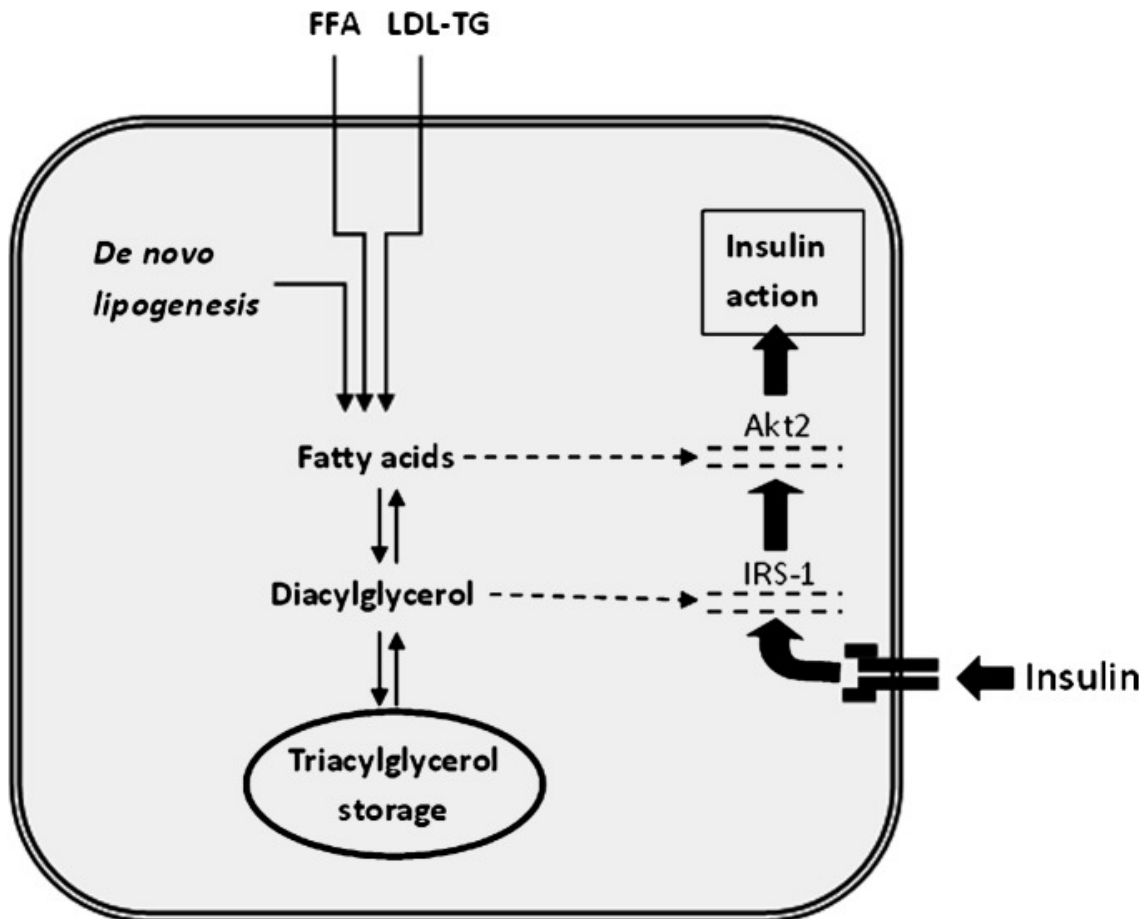 FFA LDL-TG
De novo
lipogenesis
Insulin
action
Akt2
Fatty acids
IRS-1
Diacylglycerol
Insulin
Triacylglycerol
storage